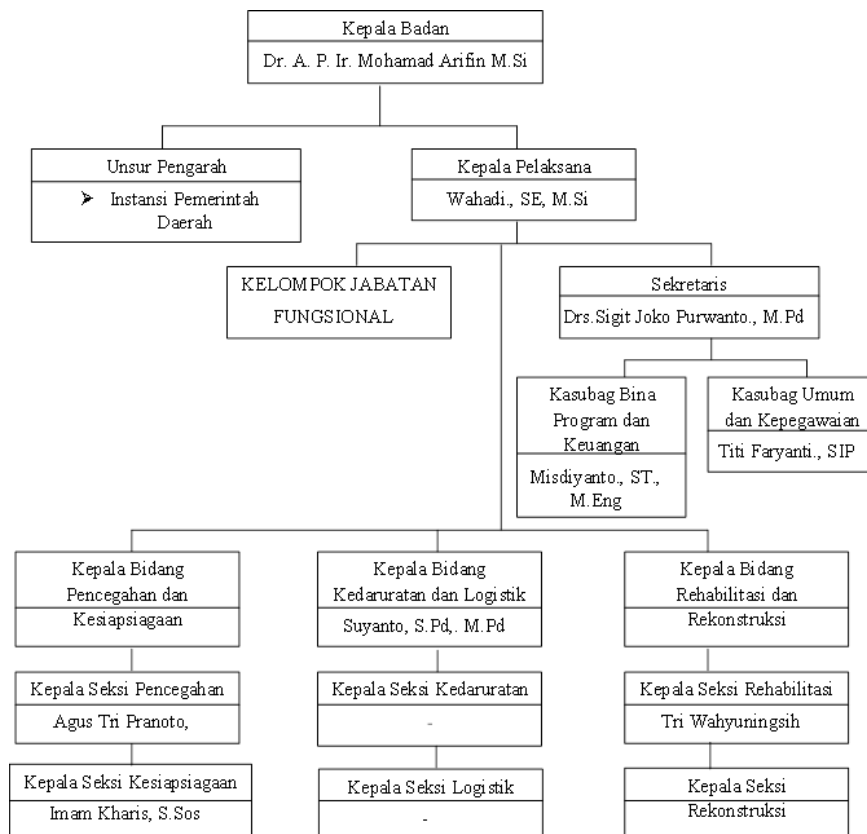 Kepala Badan
Dr. A. P. Ir. Mohamad Arifin M.Si
Unsur Pengarah
➢ Instansi Pemerintah
Daerah
Kepala Pelaksana
Wahadi., SE, M.Si
KELOMPOK JABATAN
FUNGSIONAL
Sekretaris
Drs.Sigit Joko Purwanto., M.Pd
Kasubag Bina
Program dan
Keuangan
Misdiyanto., ST.,
M.Eng
Kasubag Umum
dan Kepegawaian
Titi Faryanti., SIP
Kepala Bidang
Pencegahan dan
Kesiapsiagaan
Kepala Bidang
Kedaruratan dan Logistik
Suyanto, S.Pd,. M.Pd
Kepala Bidang
Rehabilitasi dan
Rekonstruksi
Kepala Seksi Pencegahan
Agus Tri Pranoto,
Kepala Seksi Kedaruratan
-
Kepala Seksi Rehabilitasi
Tri Wahyuningsih
Kepala Seksi Kesiapsiagaan
Imam Kharis, S.Sos
Kepala Seksi Logistik
-
Kepala Seksi
Rekonstruksi